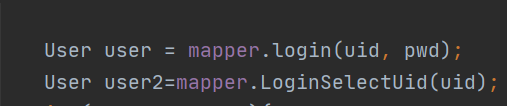 User user = mapper.login(uid, pwd);
User user2=mapper.LoginSelectUid(uid);